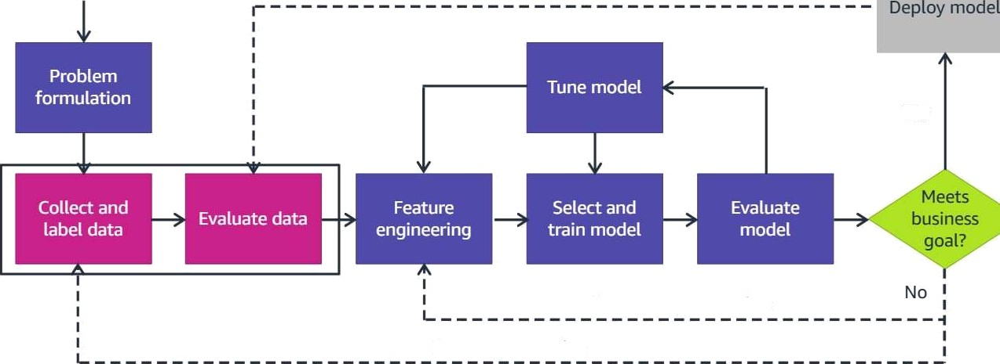 Deploy model
Problem
formulation
Tune model
Collect and
label data
Evaluate data
Feature
engineering
Select and
train model
Evaluate
model
Meets
business
goal?
No